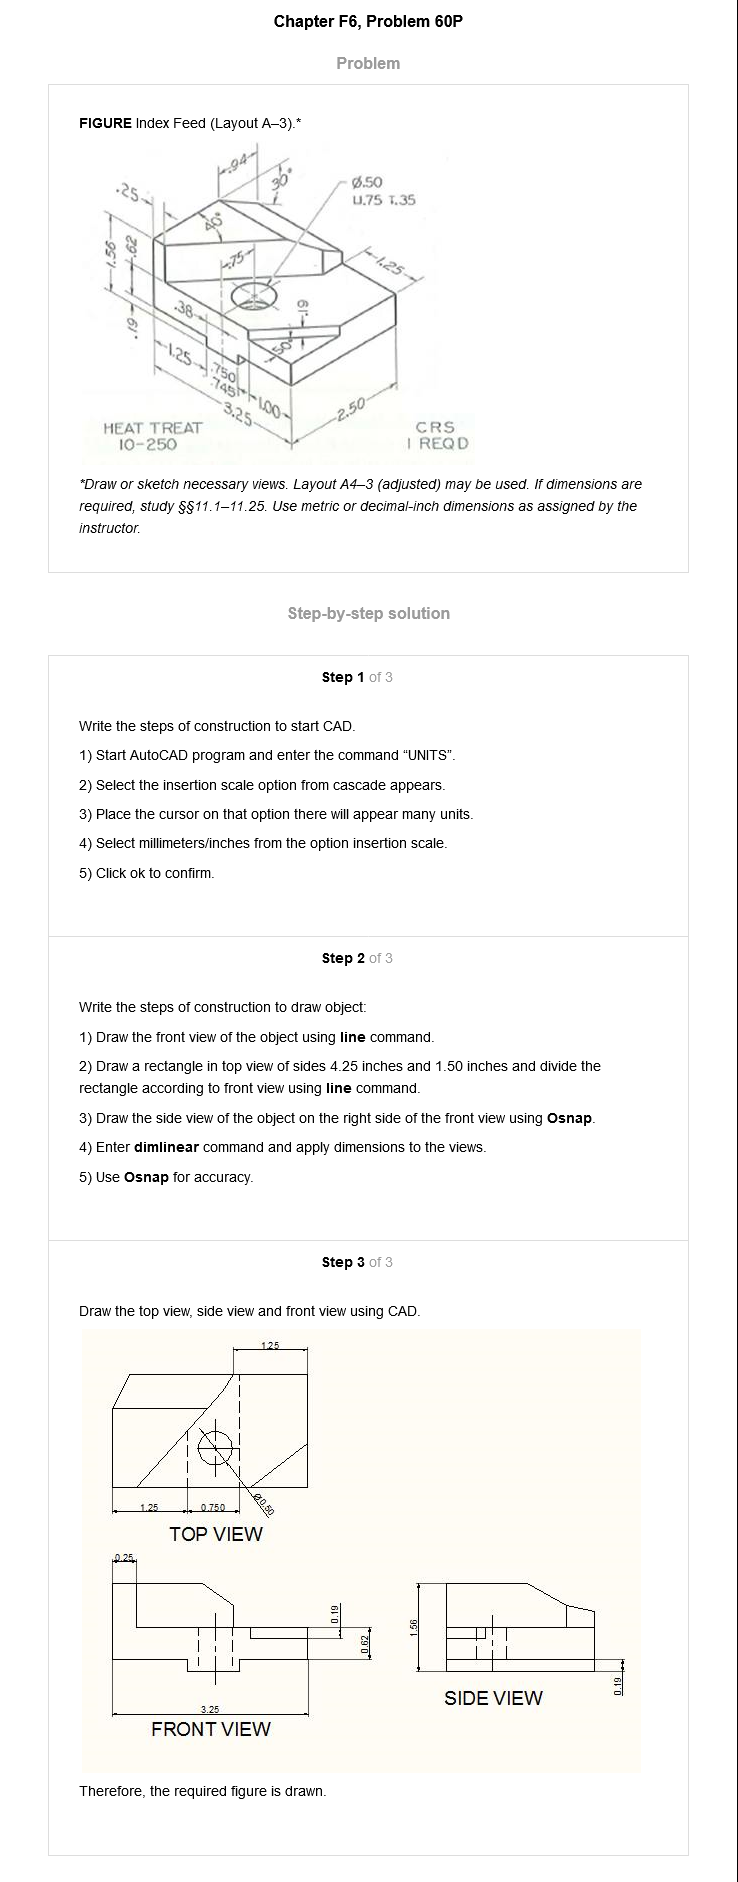 Chapter F6, Problem 60P
Problem
FIGURE Index Feed (Layout A–3).*
.94
30°
Ø.50
⌴.75 ↧.35
.25
40°
1.56
.62
.75
1.25
.38
.19
.19
50°
1.25
.750
.745
1.00
3.25
2.50
HEAT TREAT
10-250
CRS
1 REQD
*Draw or sketch necessary views. Layout A4–3 (adjusted) may be used. If dimensions are
required, study §§11.1–11.25. Use metric or decimal-inch dimensions as assigned by the
instructor.
Step-by-step solution
Step 1 of 3
Write the steps of construction to start CAD.
1) Start AutoCAD program and enter the command “UNITS”.
2) Select the insertion scale option from cascade appears.
3) Place the cursor on that option there will appear many units.
4) Select millimeters/inches from the option insertion scale.
5) Click ok to confirm.
Step 2 of 3
Write the steps of construction to draw object:
1) Draw the front view of the object using line command.
2) Draw a rectangle in top view of sides 4.25 inches and 1.50 inches and divide the
rectangle according to front view using line command.
3) Draw the side view of the object on the right side of the front view using Osnap.
4) Enter dimlinear command and apply dimensions to the views.
5) Use Osnap for accuracy.
Step 3 of 3
Draw the top view, side view and front view using CAD.
1.25
1.25
0.750
Ø0.50
TOP VIEW
0.25
0.19
0.62
1.56
0.19
3.25
SIDE VIEW
FRONT VIEW
Therefore, the required figure is drawn.